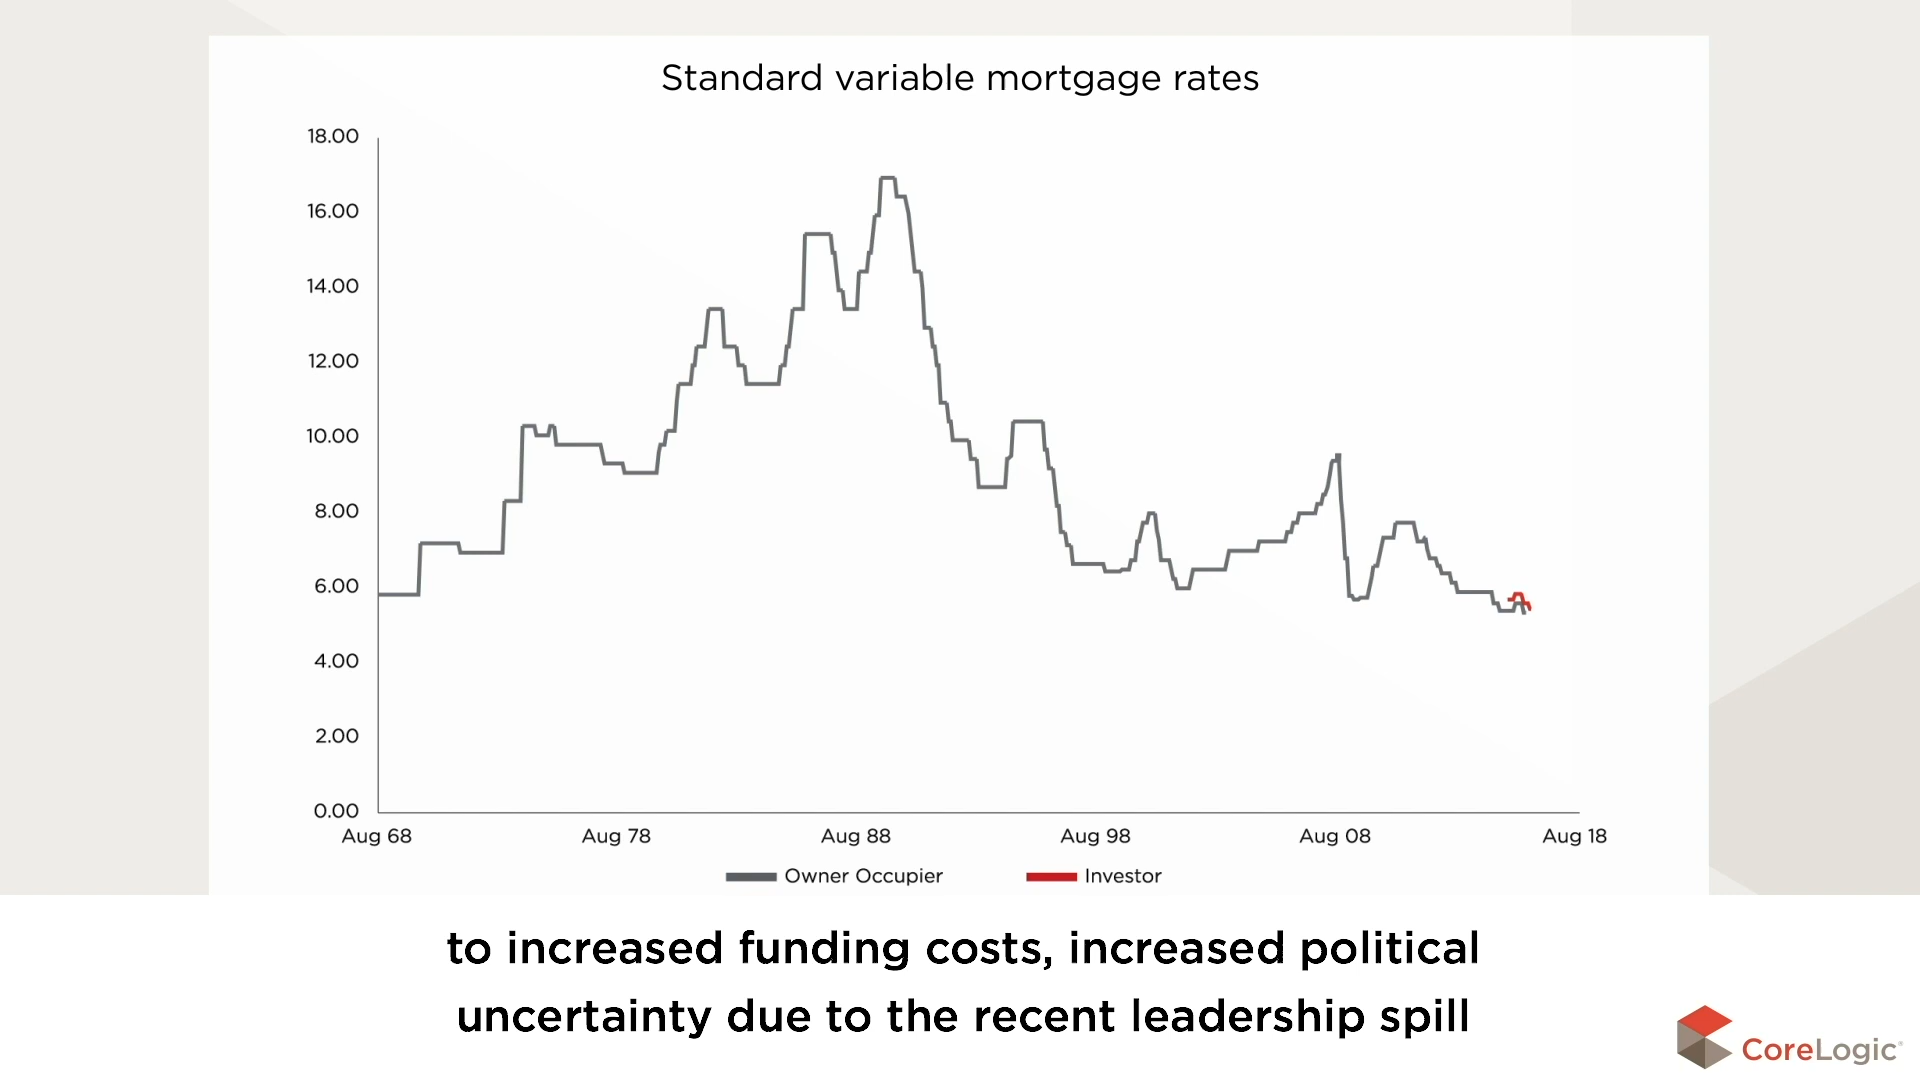 Standard variable mortgage rates
18.00
16.00
14.00
12.00
10.00
8.00
6.00
4.00
2.00
0.00
Aug 68 Aug 78 Aug 88 Aug 98 Aug 08 Aug 18
Owner Occupier Investor
to increased funding costs, increased political
uncertainty due to the recent leadership spill
CoreLogic